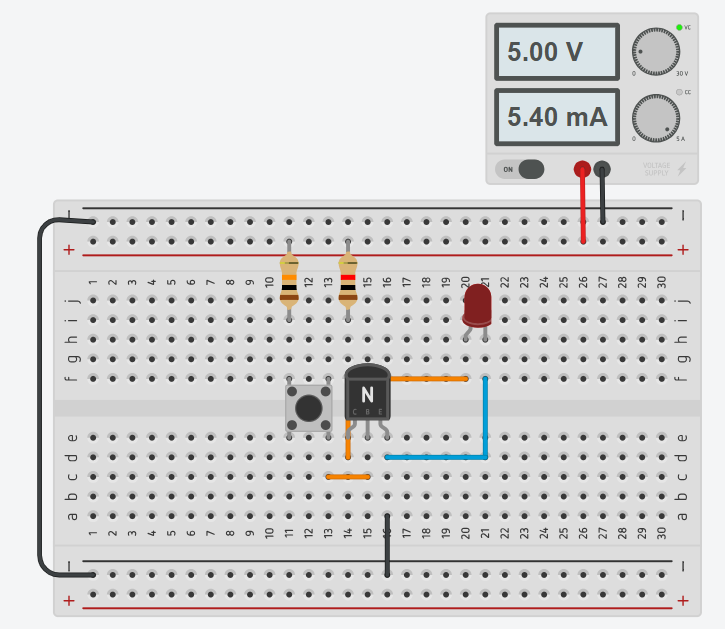 5.00 V
VC
0 30 V
5.40 mA
CC
0 5 A
ON
VOLTAGE
SUPPLY
+ +
1 2 3 4 5 6 7 8 9 10 11 12 13 14 15 16 17 18 19 20 21 22 23 24 25 26 27 28 29 30
j j
i i
h h
g g
f f
N
C B E
e e
d d
c c
b b
a a
1 2 3 4 5 6 7 8 9 10 11 12 13 14 15 16 17 18 19 20 21 22 23 24 25 26 27 28 29 30
+ +